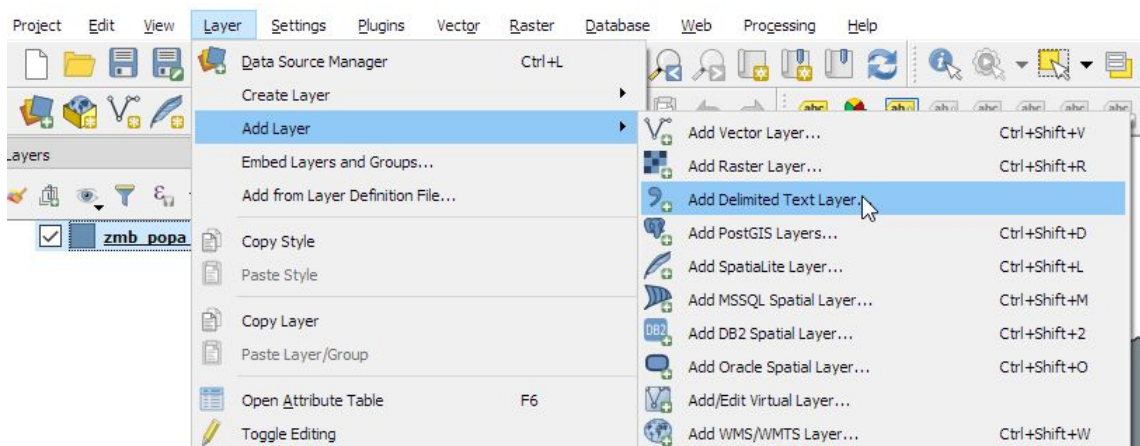 Project Edit View Layer Settings Plugins Vector Raster Database Web Processing Help
Data Source Manager Ctrl+L
Create Layer
Add Layer
Embed Layers and Groups...
Add from Layer Definition File...
Copy Style
Paste Style
Copy Layer
Paste Layer/Group
Open Attribute Table F6
Toggle Editing
abc
Layers
zmb_popa
Add Vector Layer... Ctrl+Shift+V
Add Raster Layer... Ctrl+Shift+R
Add Delimited Text Layer...
Add PostGIS Layers... Ctrl+Shift+D
Add SpatiaLite Layer... Ctrl+Shift+L
Add MSSQL Spatial Layer... Ctrl+Shift+M
DB2 Add DB2 Spatial Layer... Ctrl+Shift+2
Add Oracle Spatial Layer... Ctrl+Shift+O
Add/Edit Virtual Layer...
Add WMS/WMTS Layer... Ctrl+Shift+W